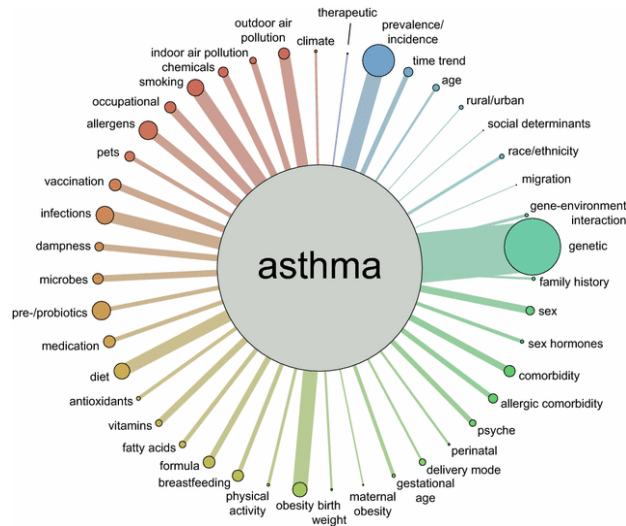 therapeutic
prevalence/
incidence
time trend
age
rural/urban
social determinants
race/ethnicity
migration
gene-environment
interaction
genetic
family history
sex
sex hormones
comorbidity
allergic comorbidity
psyche
perinatal
delivery mode
gestational
age
maternal
obesity
birth
weight
obesity
physical
activity
breastfeeding
formula
fatty acids
vitamins
antioxidants
diet
medication
pre-/probiotics
microbes
dampness
infections
vaccination
pets
allergens
occupational
smoking
chemicals
indoor air pollution
outdoor air
pollution
climate
asthma